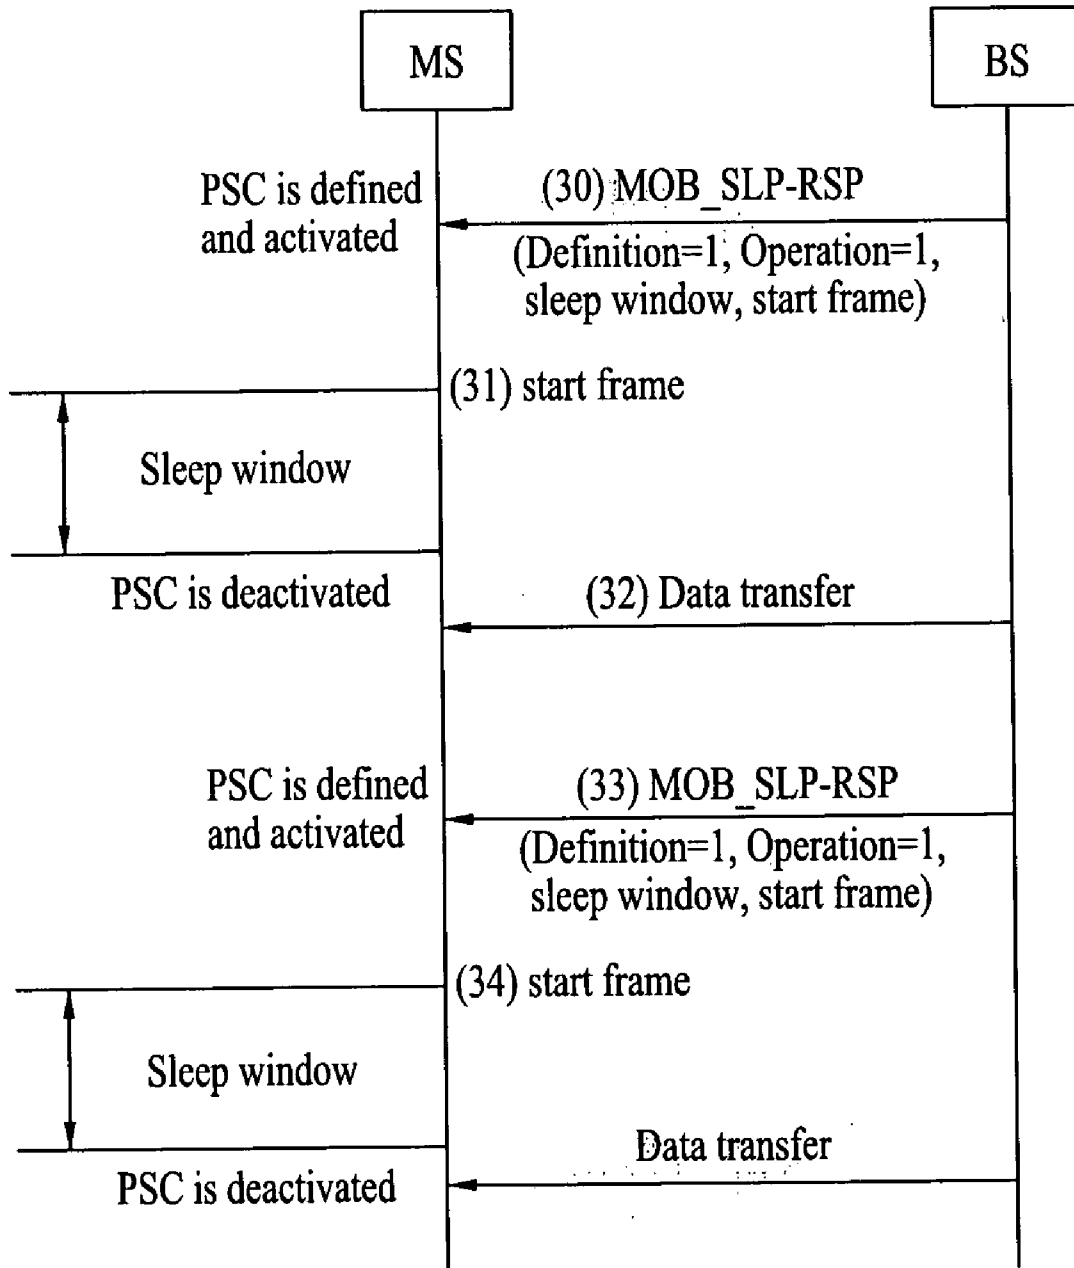 MS
BS
PSC is defined
and activated
(30) MOB_SLP-RSP
(Definition=1, Operation=1,
sleep window, start frame)
(31) start frame
Sleep window
PSC is deactivated
(32) Data transfer
PSC is defined
and activated
(33) MOB_SLP-RSP
(Definition=1, Operation=1,
sleep window, start frame)
(34) start frame
Sleep window
Data transfer
PSC is deactivated